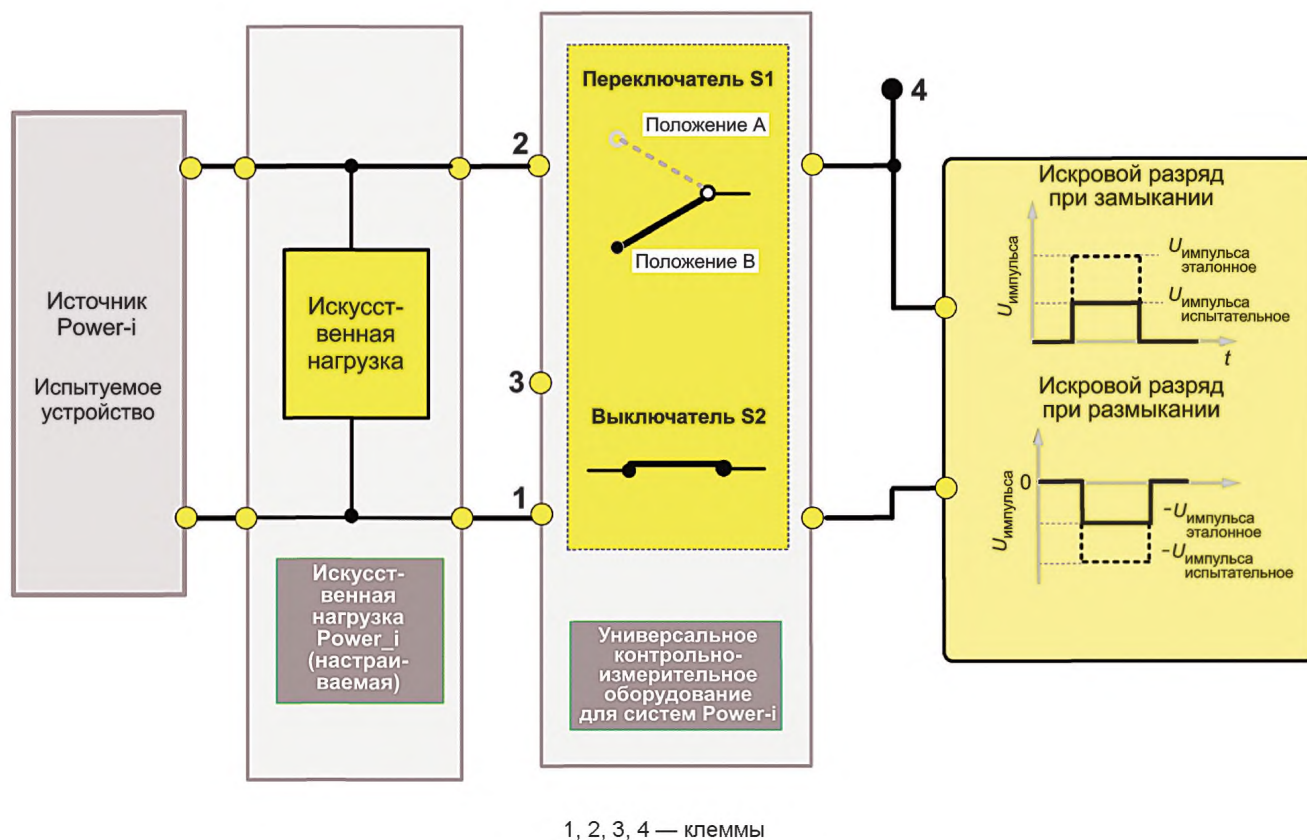 Источник
Power-i
Испытуемое
устройство
Искусст-
венная
нагрузка
Искусст-
венная
нагрузка
Power_i
(настраи-
ваемая)
2
3
1
Переключатель S1
Положение A
Положение B
Выключатель S2
Универсальное
контрольно-
измерительное
оборудование
для систем Power-i
4
Искровой разряд
при замыкании
Uимпульса
Uимпульса
эталонное
Uимпульса
испытательное
t
Искровой разряд
при размыкании
Uимпульса
0
-Uимпульса
эталонное
-Uимпульса
испытательное
1, 2, 3, 4 — клеммы